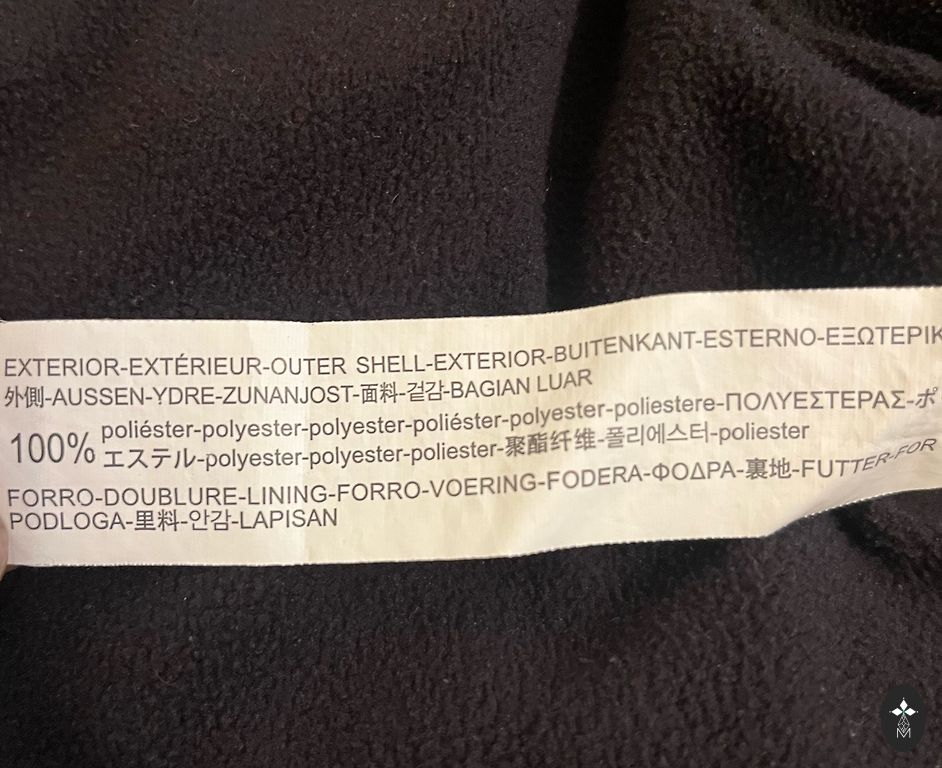 EXTERIOR-EXTÉRIEUR-OUTER SHELL-EXTERIOR-BUITENKANT-ESTERNO-ΕΞΩΤΕΡΙΚ
外側-AUSSEN-YDRE-ZUNANJOST-面料-겉감-BAGIAN LUAR
100% poliéster-polyester-polyester-poliéster-polyester-poliestere-ΠΟΛΥΕΣΤΕΡΑΣ-ポ
エステル-polyester-polyester-poliester-聚酯纤维-폴리에스터-poliester
FORRO-DOUBLURE-LINING-FORRO-VOERING-FODERA-ΦΟΔΡΑ-裏地-FUTTER-FOR
PODLOGA-里料-안감-LAPISAN
M